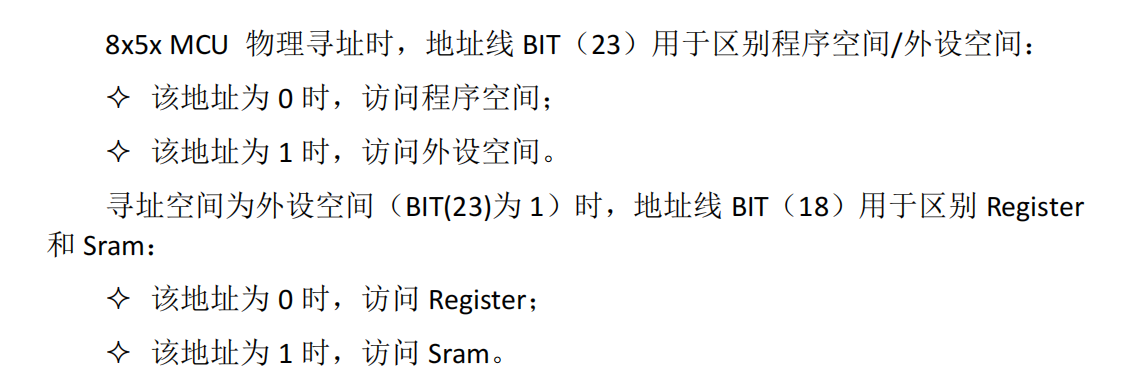 8x5x MCU 物理寻址时，地址线 BIT（23）用于区别程序空间/外设空间：
✧ 该地址为 0 时，访问程序空间；
✧ 该地址为 1 时，访问外设空间。
寻址空间为外设空间（BIT(23)为 1）时，地址线 BIT（18）用于区别 Register
和 Sram：
✧ 该地址为 0 时，访问 Register；
✧ 该地址为 1 时，访问 Sram。